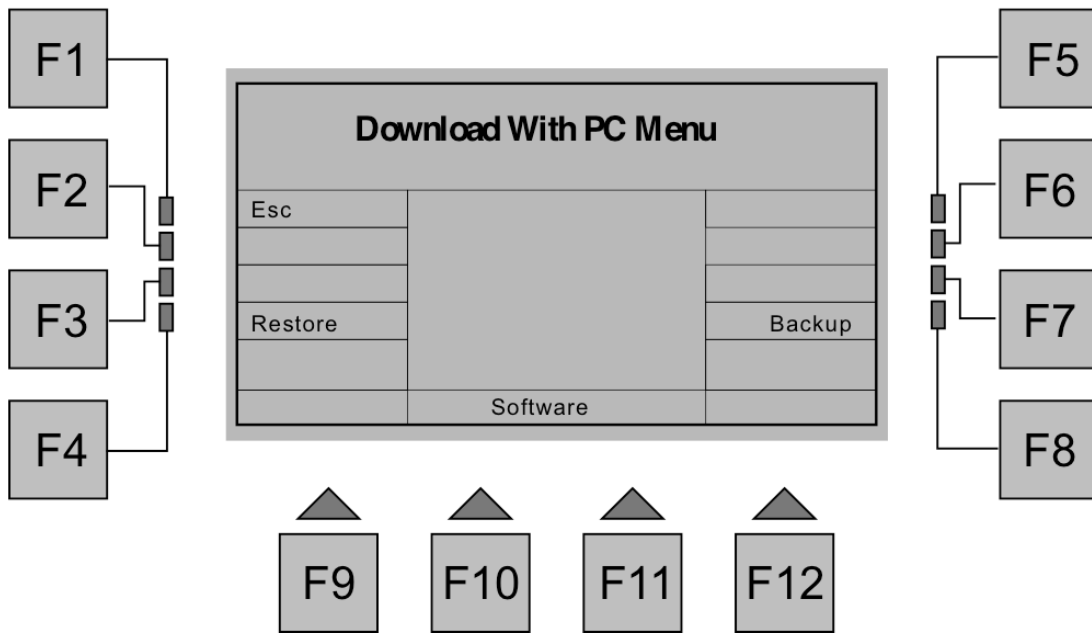 F1
F5
Download With PC Menu
F2
F6
Esc
F3
F7
Restore
Backup
Software
F4
F8
F9
F10
F11
F12